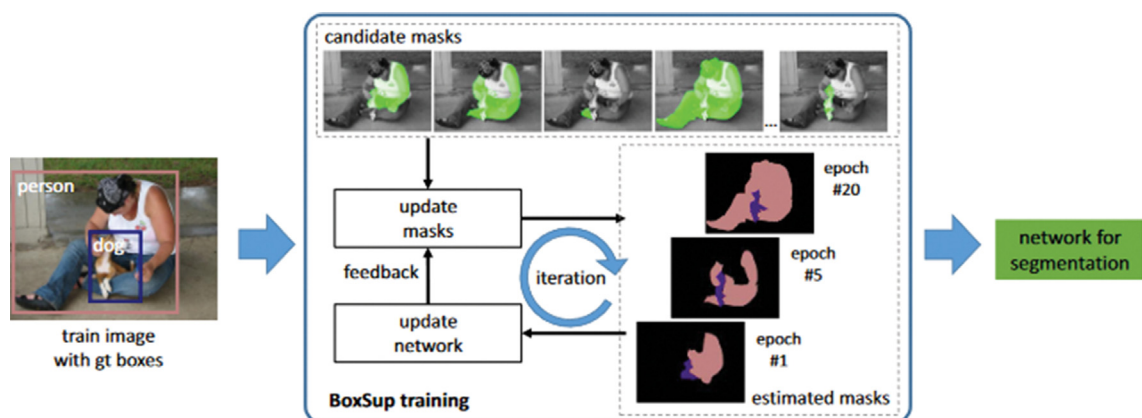 candidate masks
...
person
dog
train image
with gt boxes
update
masks
feedback
iteration
update
network
BoxSup training
epoch
#20
epoch
#5
epoch
#1
estimated masks
network for
segmentation